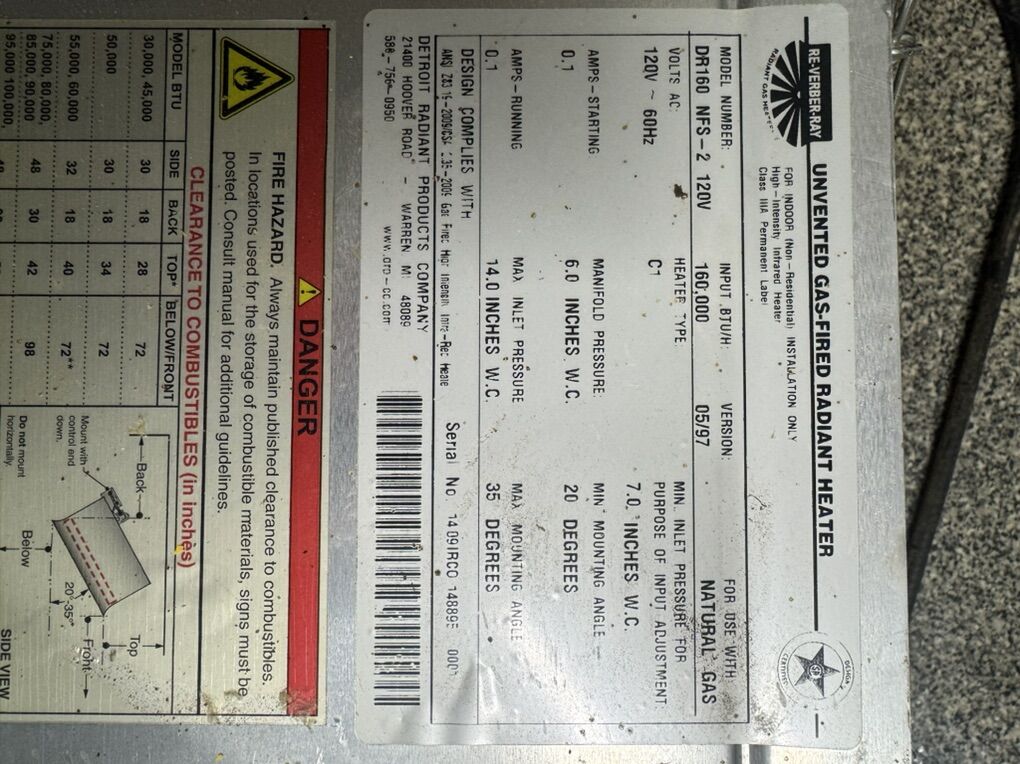 RE-VERBER-RAY
RADIANT GAS HEATERS
UNVENTED GAS-FIRED RADIANT HEATER
FOR INDOOR (Non-Residential) INSTALLATION ONLY
High-Intensity Infrared Heater
Class IIIA Permanent Label
DESIGN
CERTIFIED
MODEL NUMBER: INPUT BTU/H: VERSION: FOR USE WITH:
DR160 NFS-2 120V 160,000 05/97 NATURAL GAS
VOLTS AC: HEATER TYPE: MIN. INLET PRESSURE FOR
PURPOSE OF INPUT ADJUSTMENT
120V ~ 60Hz C1 7.0 INCHES W.C.
AMPS-STARTING MANIFOLD PRESSURE: MIN MOUNTING ANGLE
0.1 6.0 INCHES W.C. 20 DEGREES
AMPS-RUNNING MAX INLET PRESSURE MAX MOUNTING ANGLE
0.1 14.0 INCHES W.C. 35 DEGREES
DESIGN COMPLIES WITH
Serial No.
DETROIT RADIANT PRODUCTS COMPANY
21400 HOOVER ROAD - WARREN MI 48089
586-756-0950 www.drp-co.com
DANGER
FIRE HAZARD. Always maintain published clearance to combustibles.
In locations used for the storage of combustible materials, signs must be
posted. Consult manual for additional guidelines.
CLEARANCE TO COMBUSTIBLES (in inches)
MODEL BTU SIDE BACK TOP* BELOW/FRONT
30,000, 45,000 30 18 28 72
50,000 30 18 34 72
55,000, 60,000 32 18 40 72**
75,000, 80,000,
85,000, 90,000 48 30 42 98
95,000 100,000,
Back
Mount with
control end
down.
Do not mount
horizontally.
Below
20°-35°
Top
Front
SIDE VIEW